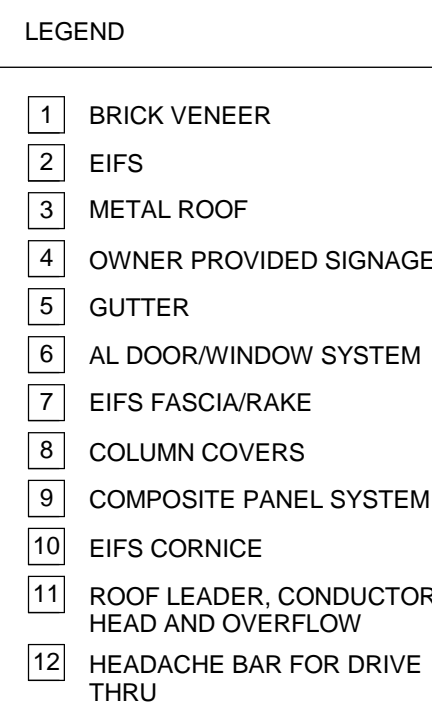 LEGEND
1 BRICK VENEER
2 EIFS
3 METAL ROOF
4 OWNER PROVIDED SIGNAGE
5 GUTTER
6 AL DOOR/WINDOW SYSTEM
7 EIFS FASCIA/RAKE
8 COLUMN COVERS
9 COMPOSITE PANEL SYSTEM
10 EIFS CORNICE
11 ROOF LEADER, CONDUCTOR
HEAD AND OVERFLOW
12 HEADACHE BAR FOR DRIVE
THRU